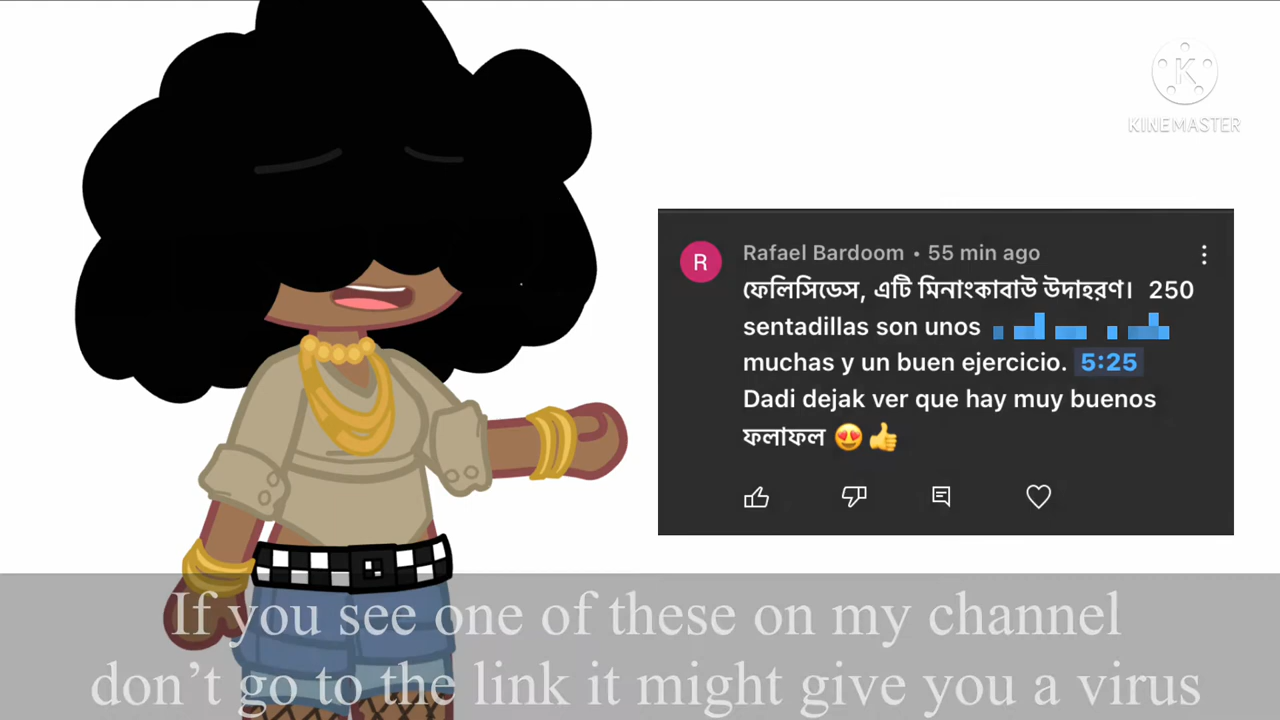 KINEMASTER
R
Rafael Bardoom • 55 min ago
ফেলিসিডেস, এটি মিনাংকাবাউ উদাহরণ। 250
sentadillas son unos
muchas y un buen ejercicio. 5:25
Dadi dejak ver que hay muy buenos
ফলাফল 😍👍
If you see one of these on my channel
don't go to the link it might give you a virus